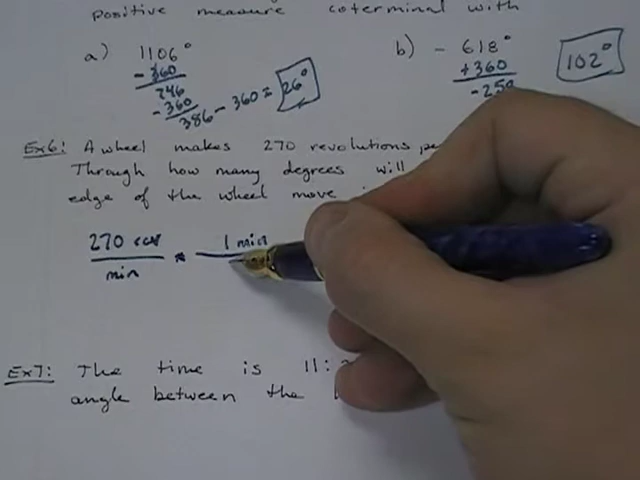 positive measure coterminal with
a) 1106°
- 360
746
- 360
386 - 360 = 26°
b) - 618°
+ 360
- 258
102°
Ex6: A wheel makes 270 revolutions
Through how many degrees will
edge of the wheel move
270 rev
min
* 1 min
Ex7: The time is 11:
angle between the